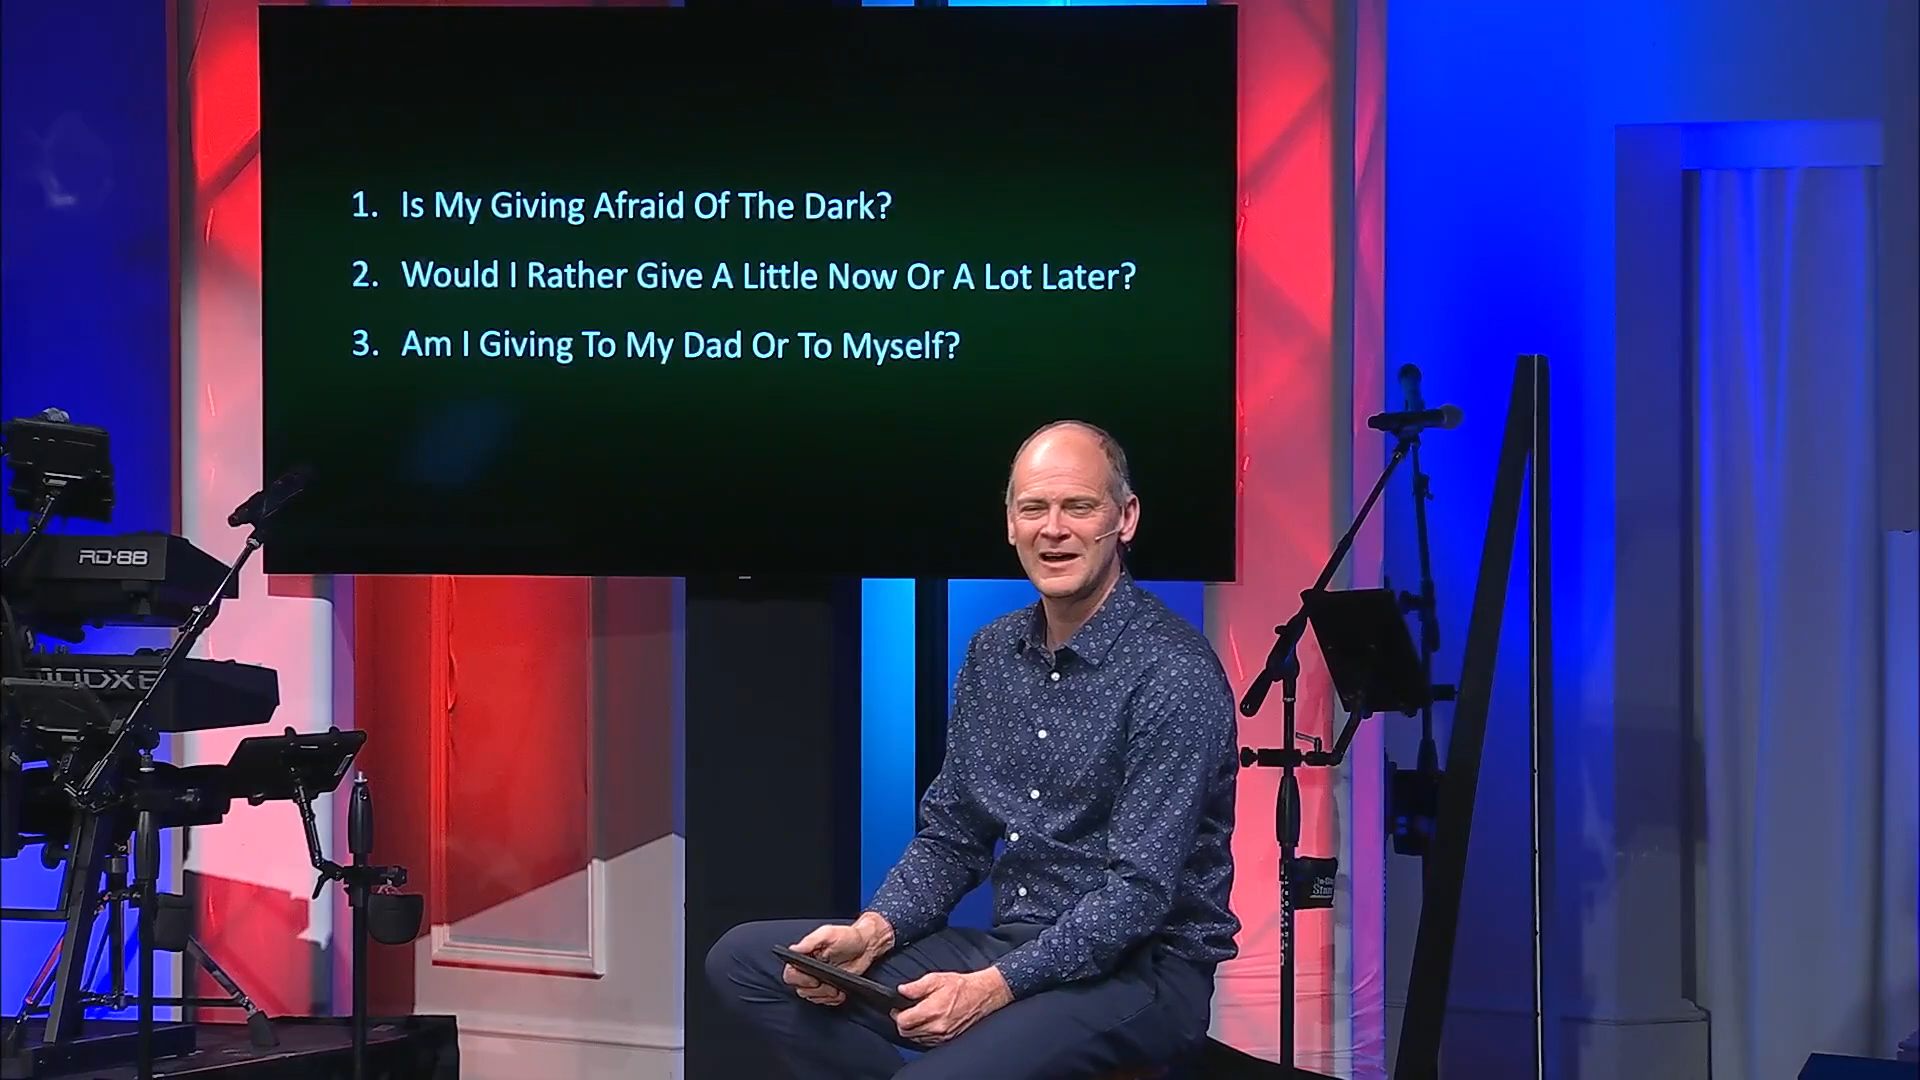 1. Is My Giving Afraid Of The Dark?
2. Would I Rather Give A Little Now Or A Lot Later?
3. Am I Giving To My Dad Or To Myself?
RD-88